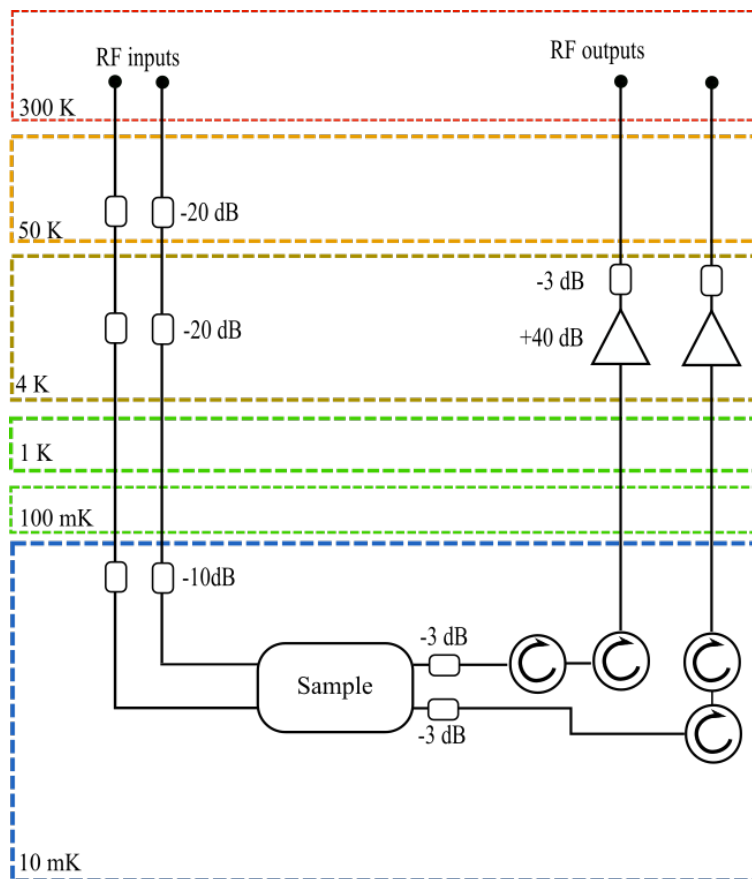 RF inputs
RF outputs
300 K
-20 dB
50 K
-3 dB
-20 dB
+40 dB
4 K
1 K
100 mK
-10dB
-3 dB
Sample
-3 dB
10 mK